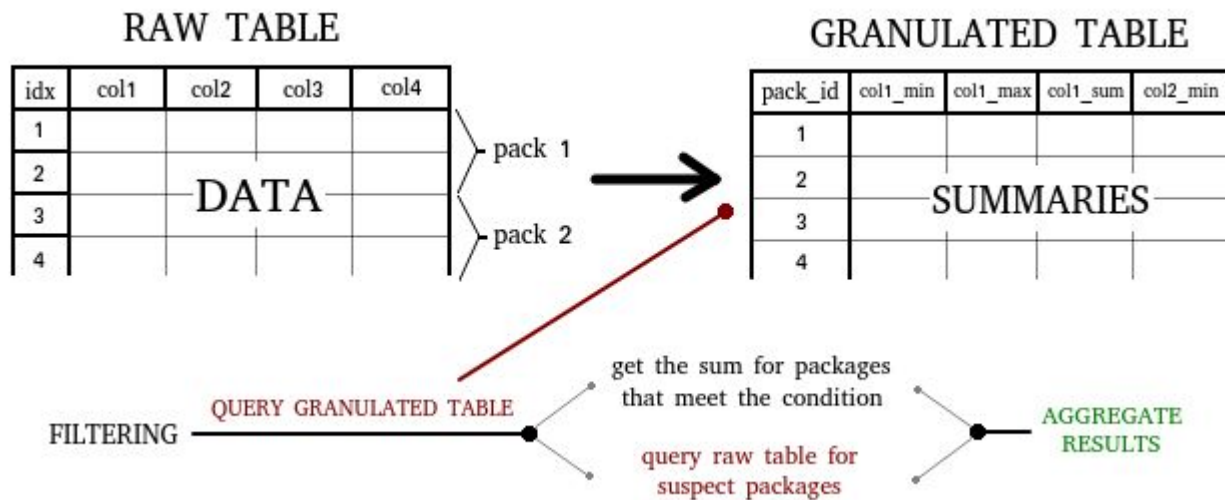 RAW TABLE
idx col1 col2 col3 col4
1
2
3
4
DATA
pack 1
pack 2
GRANULATED TABLE
pack_id col1_min col1_max col1_sum col2_min
1
2
3
4
SUMMARIES
FILTERING
QUERY GRANULATED TABLE
get the sum for packages
that meet the condition
query raw table for
suspect packages
AGGREGATE
RESULTS